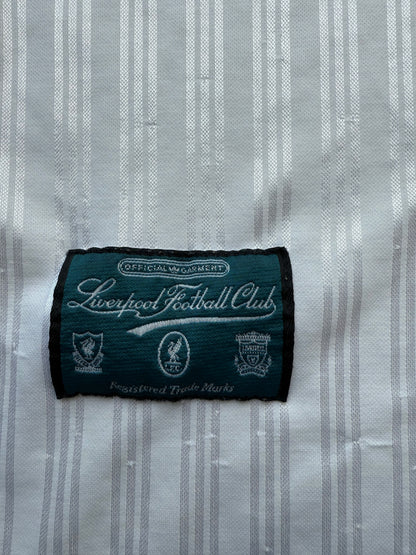 OFFICIAL GARMENT
Liverpool Football Club
L.F.C
Registered Trade Marks